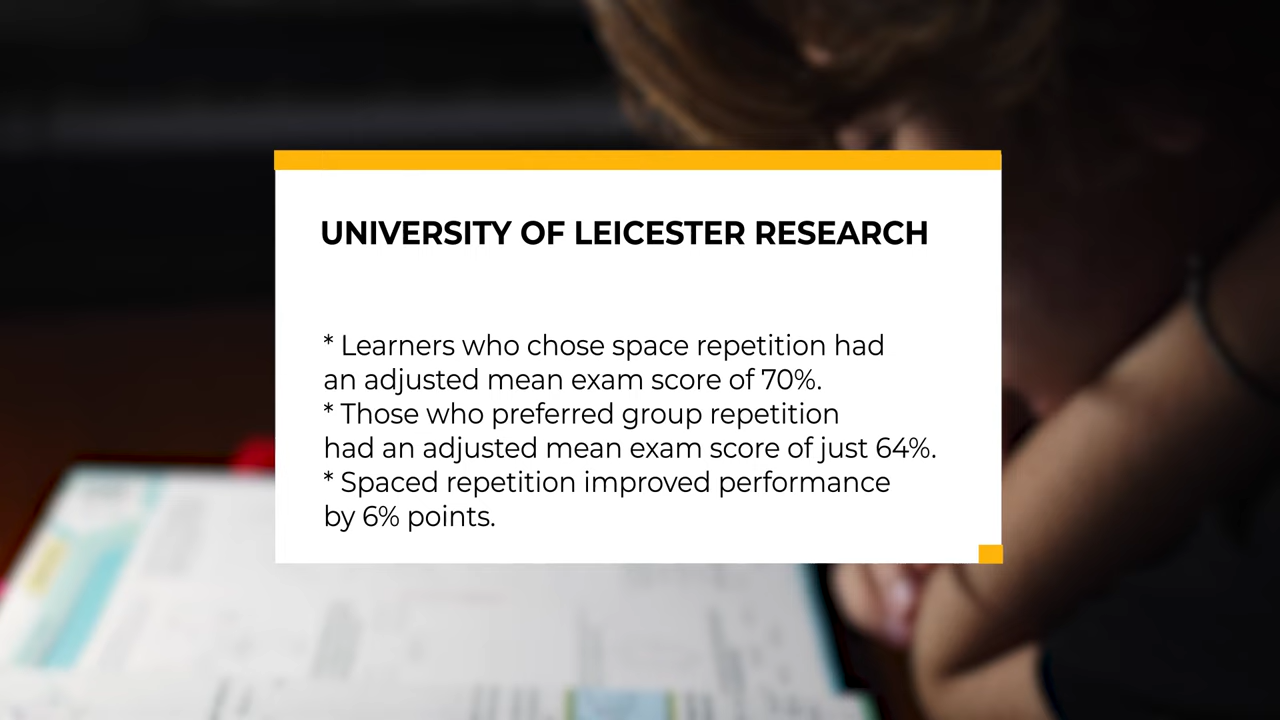 UNIVERSITY OF LEICESTER RESEARCH
* Learners who chose space repetition had
an adjusted mean exam score of 70%.
* Those who preferred group repetition
had an adjusted mean exam score of just 64%.
* Spaced repetition improved performance
by 6% points.